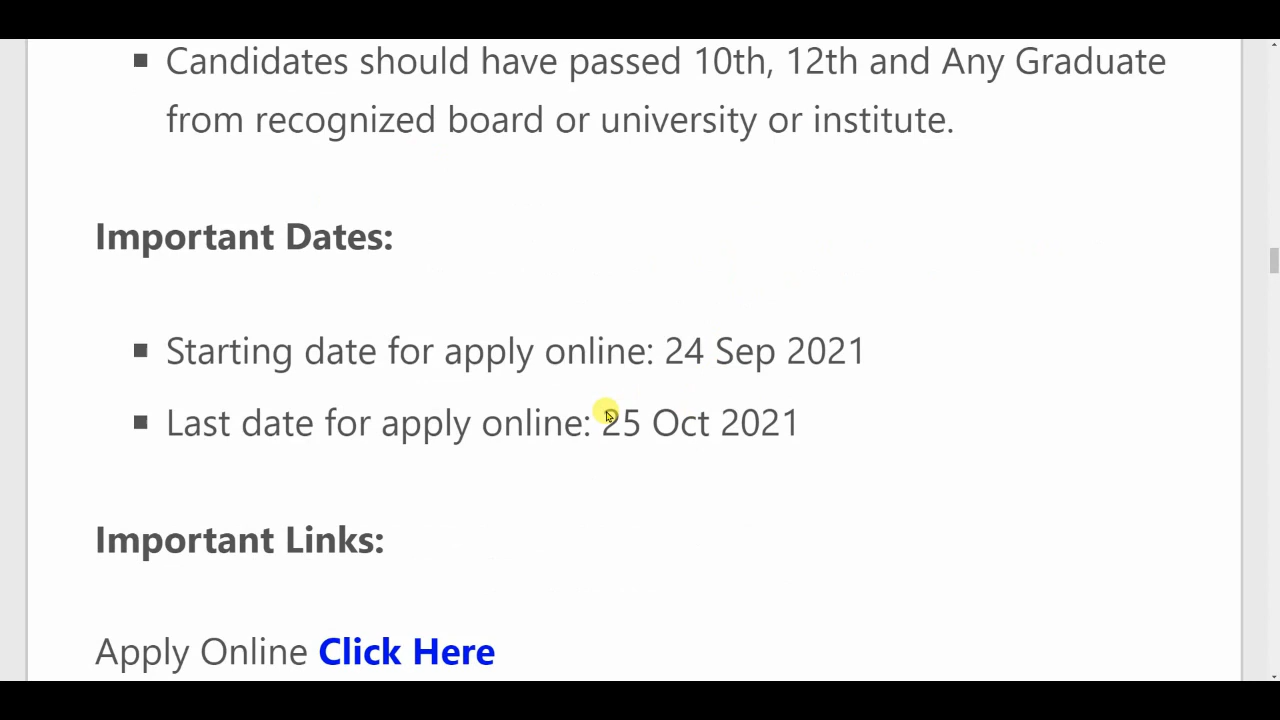 Candidates should have passed 10th, 12th and Any Graduate
from recognized board or university or institute.
Important Dates:
Starting date for apply online: 24 Sep 2021
Last date for apply online: 25 Oct 2021
Important Links:
Apply Online Click Here